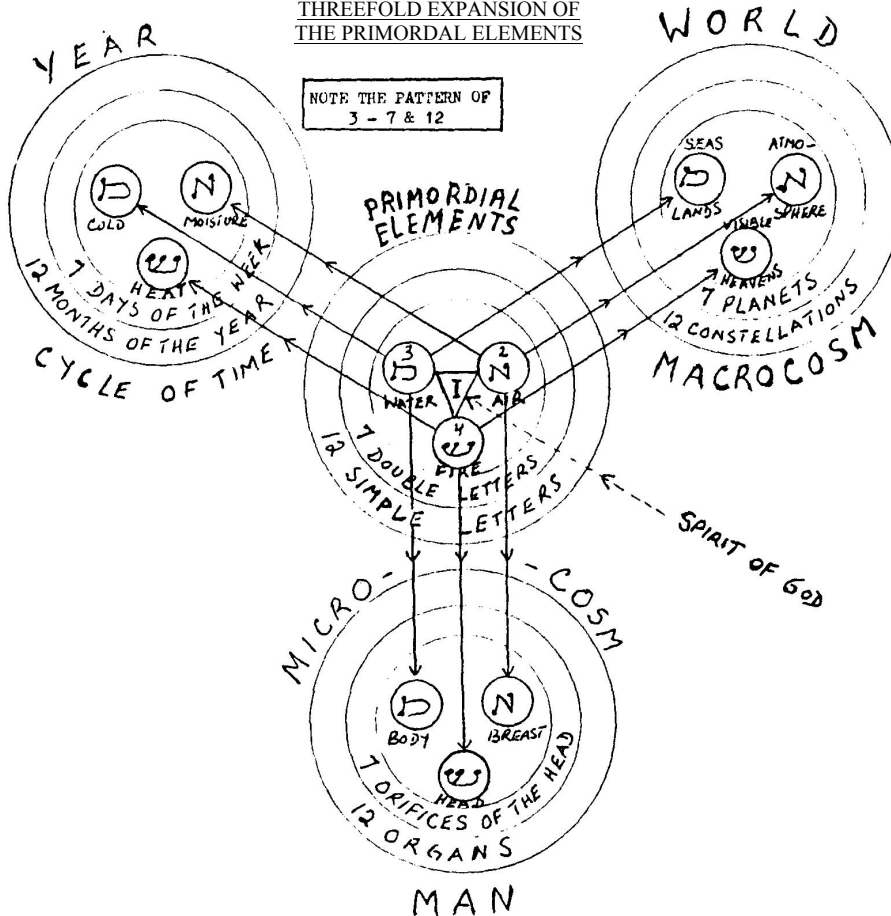 THREEFOLD EXPANSION OF
THE PRIMORDAL ELEMENTS
NOTE THE PATTERN OF
3 - 7 & 12
YEAR
COLD
MOISTURE
HEAT
7 DAYS OF THE WEEK
12 MONTHS OF THE YEAR
CYCLE OF TIME
WORLD
SEAS
LANDS
ATMO-
SPHERE
VISIBLE
HEAVENS
7 PLANETS
12 CONSTELLATIONS
MACROCOSM
PRIMORDIAL
ELEMENTS
3
WATER
2
AIR
I
4
FIRE
7 DOUBLE LETTERS
12 SIMPLE LETTERS
SPIRIT OF GOD
MICRO- -COSM
BODY
BREAST
HEAD
7 ORIFICES OF THE HEAD
12 ORGANS
MAN